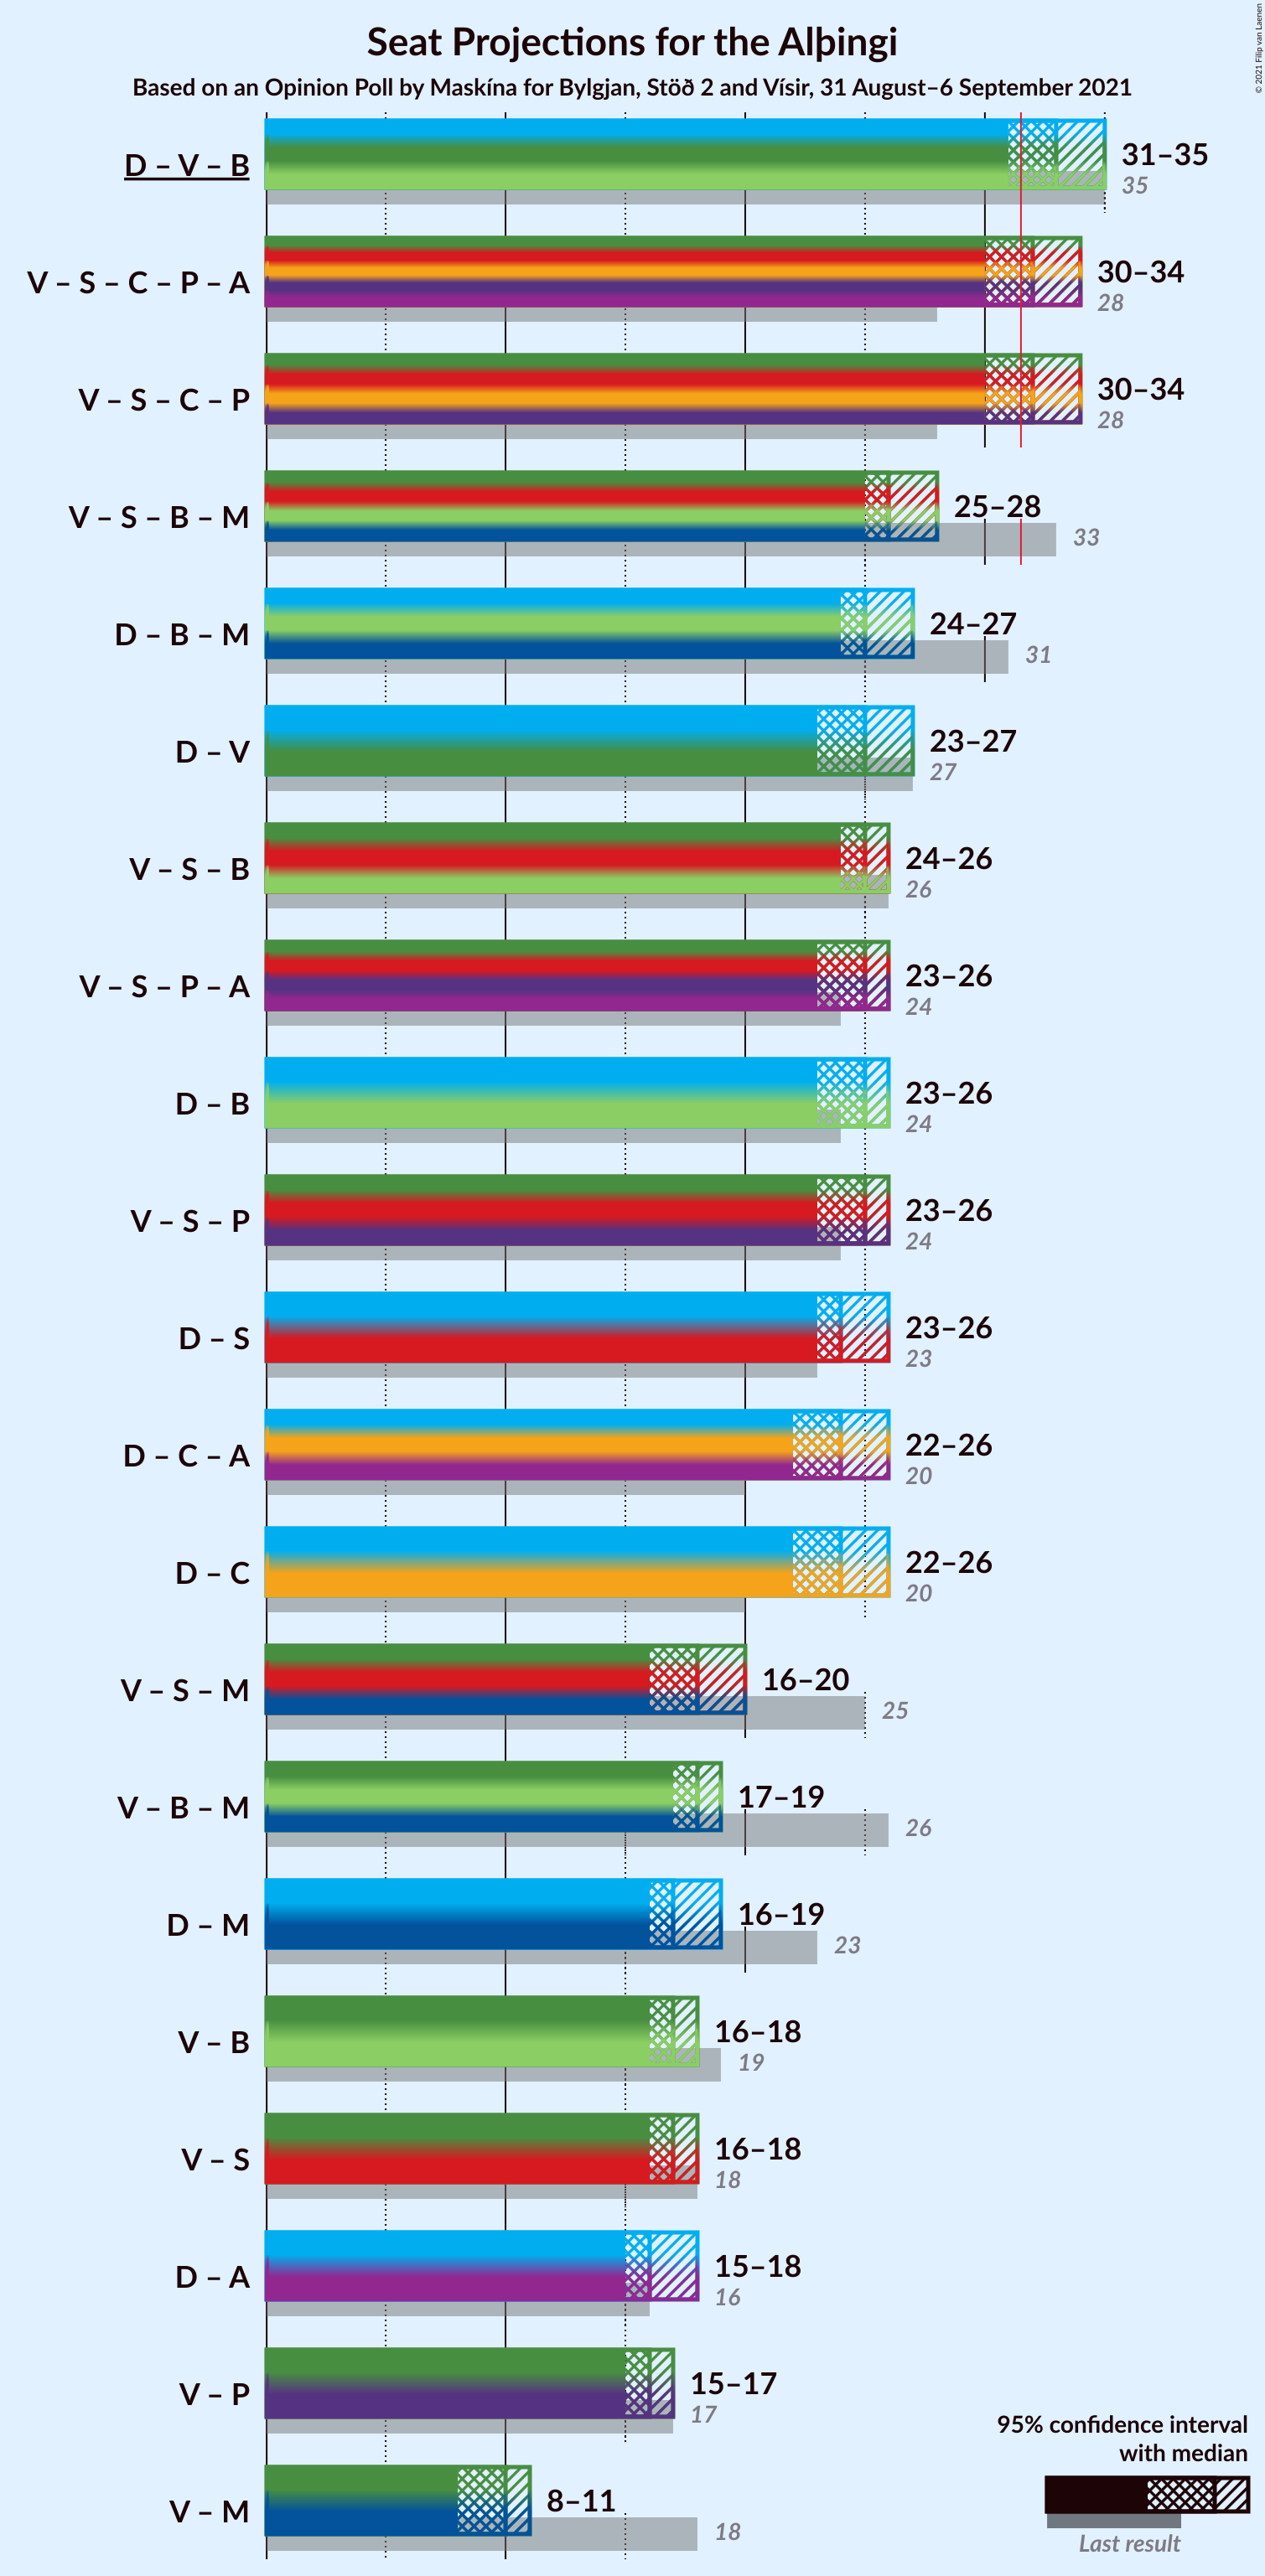 Seat Projections for the Alþingi
Based on an Opinion Poll by Maskína for Bylgjan, Stöð 2 and Vísir, 31 August–6 September 2021
© 2021 Filip van Laenen
D – V – B
31–35
35
V – S – C – P – A
30–34
28
V – S – C – P
30–34
28
V – S – B – M
25–28
33
D – B – M
24–27
31
D – V
23–27
27
V – S – B
24–26
26
V – S – P – A
23–26
24
D – B
23–26
24
V – S – P
23–26
24
D – S
23–26
23
D – C – A
22–26
20
D – C
22–26
20
V – S – M
16–20
25
V – B – M
17–19
26
D – M
16–19
23
V – B
16–18
19
V – S
16–18
18
D – A
15–18
16
V – P
15–17
17
V – M
8–11
18
95% confidence interval
with median
Last result